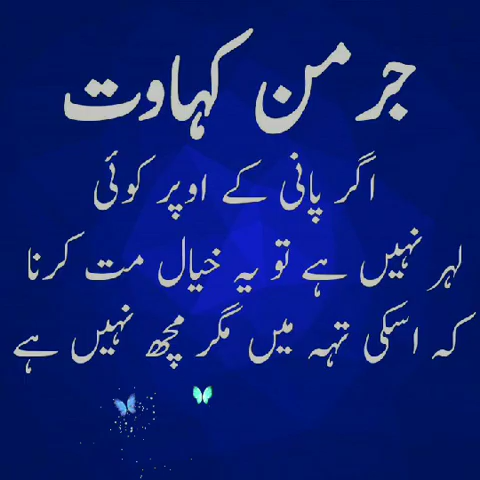 جرمن کہاوت
اگر پانی کے اوپر کوئی
لہر نہیں ہے تو یہ خیال مت کرنا
کہ اسکی تہہ میں مگر مچھ نہیں ہے